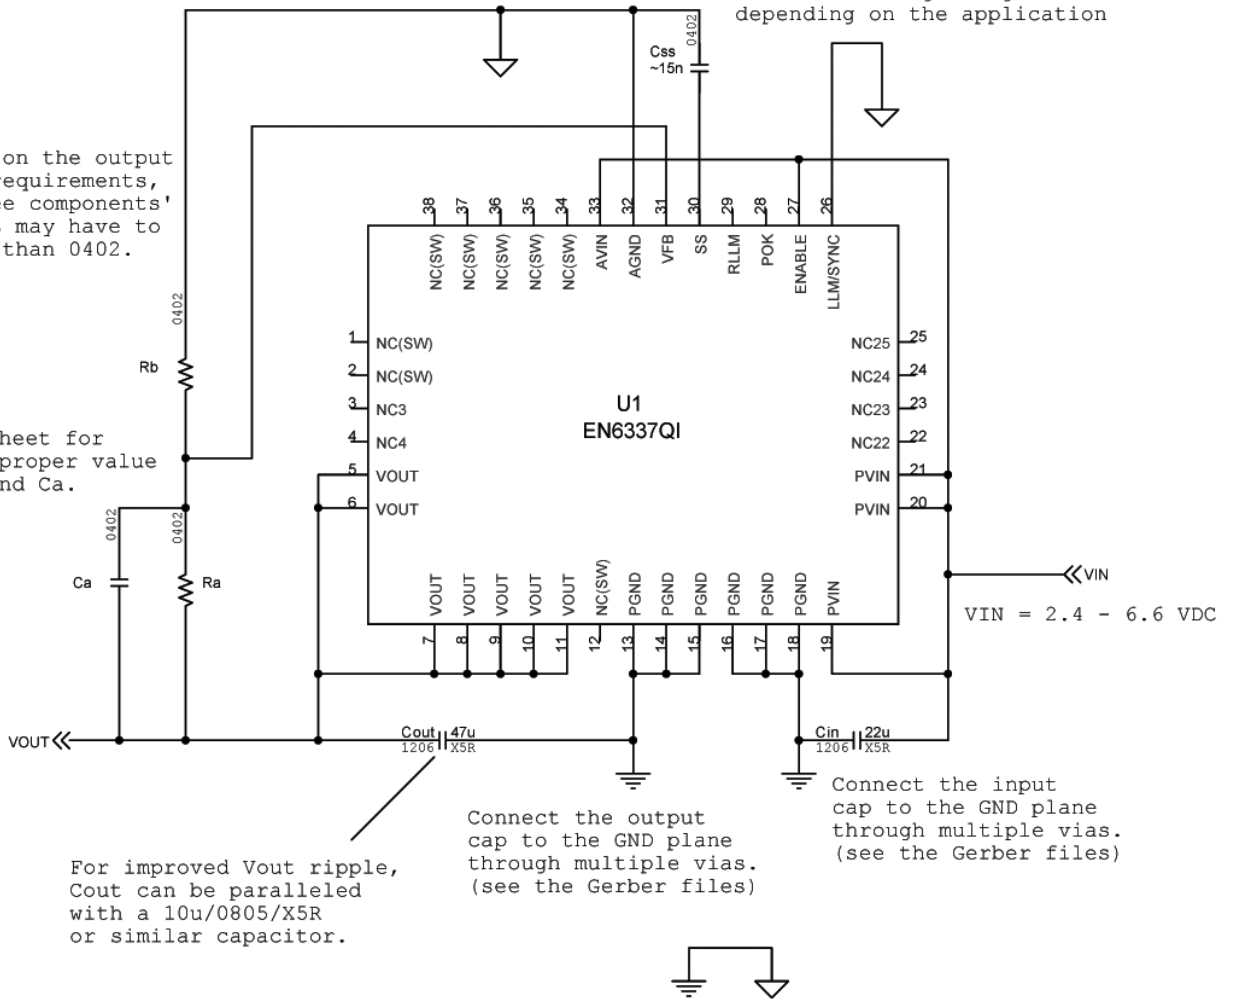 depending on the application
0402
Css
~15n
on the output
equirements,
e components'
may have to
than 0402.
38 37 36 35 34 33 32 31 30 29 28 27 26
NC(SW) NC(SW) NC(SW) NC(SW) NC(SW) AVIN AGND VFB SS RLLM POK ENABLE LLM/SYNC
0402
Rb
1 NC(SW)
2 NC(SW)
3 NC3
4 NC4
5 VOUT
6 VOUT
U1
EN6337QI
NC25 25
NC24 24
NC23 23
NC22 22
PVIN 21
PVIN 20
heet for
proper value
nd Ca.
0402
0402
Ca
Ra
VOUT VOUT VOUT VOUT VOUT NC(SW) PGND PGND PGND PGND PGND PGND PVIN
7 8 9 10 11 12 13 14 15 16 17 18 19
VIN
VIN = 2.4 - 6.6 VDC
VOUT
Cout 47u
1206 X5R
Cin 22u
1206 X5R
Connect the input
cap to the GND plane
through multiple vias.
(see the Gerber files)
Connect the output
cap to the GND plane
through multiple vias.
(see the Gerber files)
For improved Vout ripple,
Cout can be paralleled
with a 10u/0805/X5R
or similar capacitor.